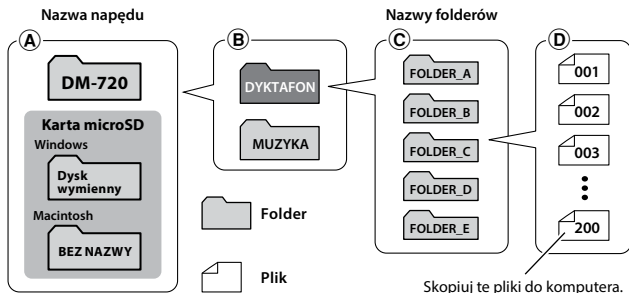 Nazwa napędu
Nazwy folderów
A
B
C
D
DM-720
Karta microSD
Windows
Dysk
wymienny
Macintosh
BEZ NAZWY
DYKTAFON
MUZYKA
Folder
Plik
FOLDER_A
FOLDER_B
FOLDER_C
FOLDER_D
FOLDER_E
001
002
003
200
Skopiuj te pliki do komputera.